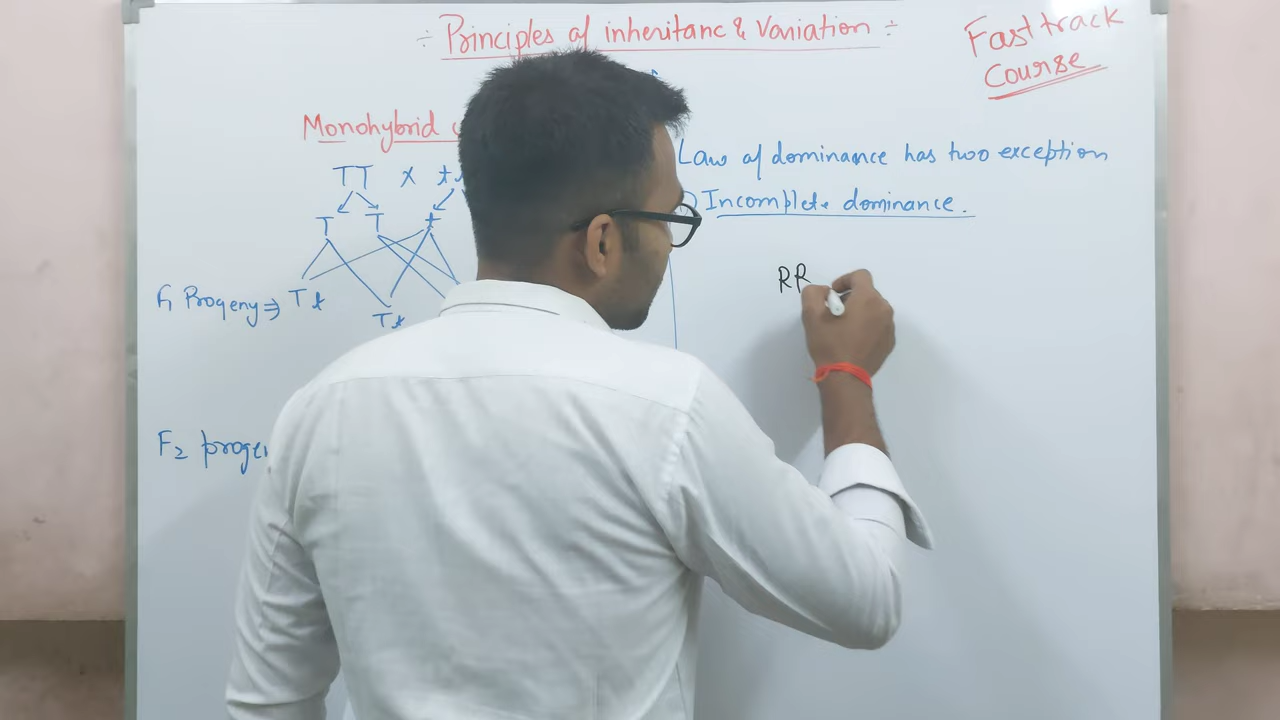 ÷ Principles of inheritanc & Variation ÷
Fast track
Course
Monohybrid
TT x t
T T t
F1 Progeny ⇒ Tt
Tt
F2 proge
Law of dominance has two exception
Incomplete dominance.
RR